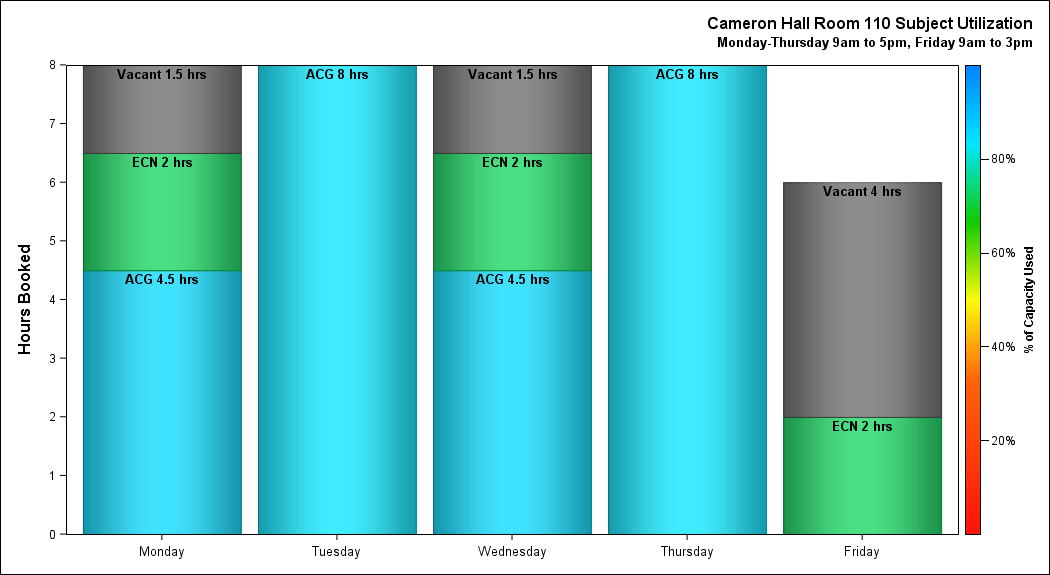 Cameron Hall Room 110 Subject Utilization
Monday-Thursday 9am to 5pm, Friday 9am to 3pm
Hours Booked
8
7
6
5
4
3
2
1
0
Vacant 1.5 hrs
ECN 2 hrs
ACG 4.5 hrs
ACG 8 hrs
Vacant 1.5 hrs
ECN 2 hrs
ACG 4.5 hrs
ACG 8 hrs
Vacant 4 hrs
ECN 2 hrs
Monday
Tuesday
Wednesday
Thursday
Friday
80%
60%
40%
20%
% of Capacity Used